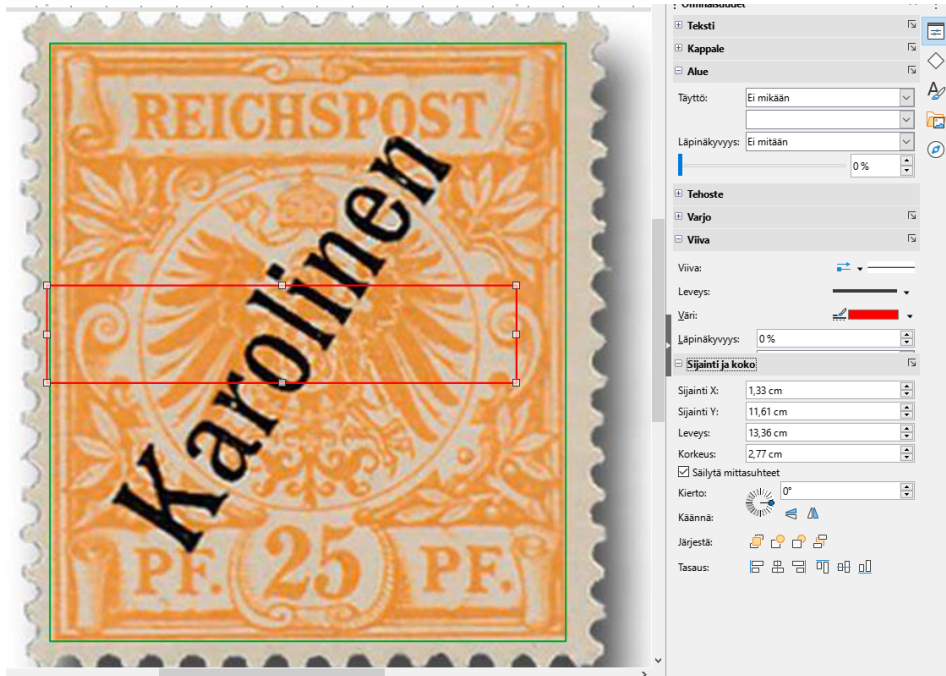 REICHSPOST
Karolinen
PF. 25 PF.
Teksti
Kappale
Alue
Täyttö: Ei mikään
Läpinäkyvyys: Ei mitään
0 %
Tehoste
Varjo
Viiva
Viiva:
Leveys:
Väri:
Läpinäkyvyys: 0 %
Sijainti ja koko
Sijainti X: 1,33 cm
Sijainti Y: 11,61 cm
Leveys: 13,36 cm
Korkeus: 2,77 cm
Säilytä mittasuhteet
Kierto: 0°
Käännä:
Järjestä:
Tasaus: